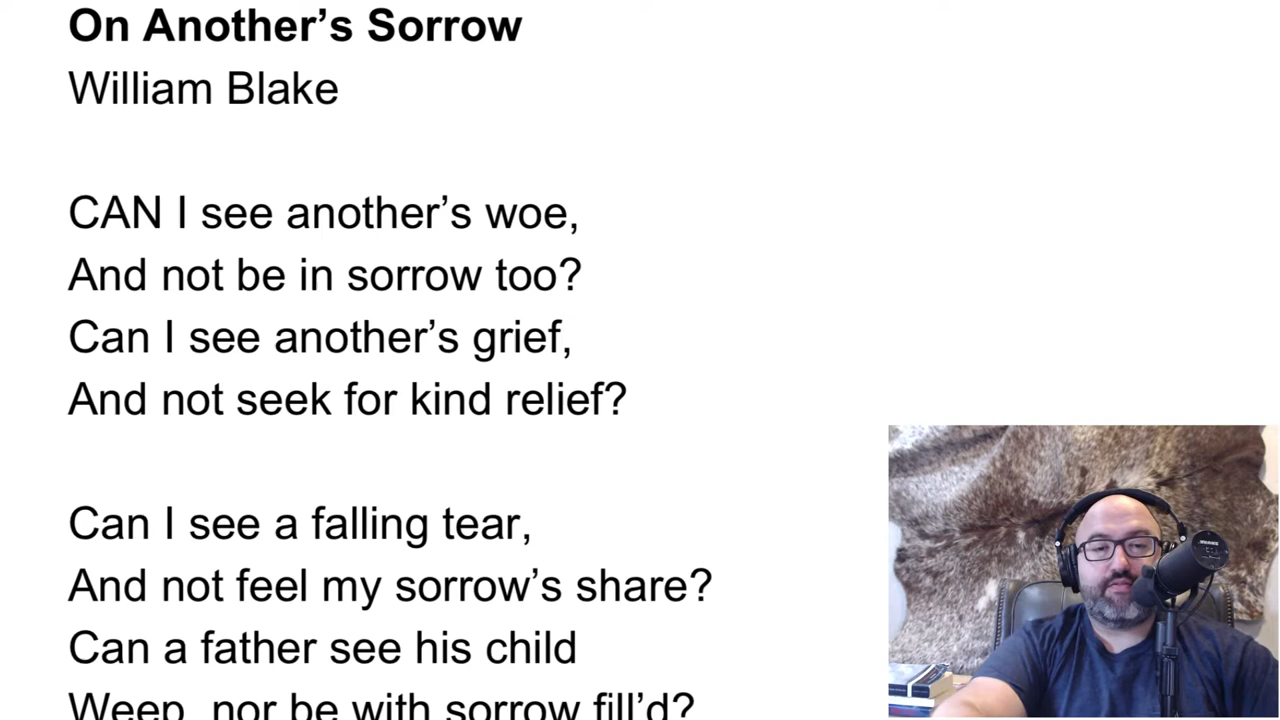 On Another’s Sorrow
William Blake
CAN I see another’s woe,
And not be in sorrow too?
Can I see another’s grief,
And not seek for kind relief?
Can I see a falling tear,
And not feel my sorrow’s share?
Can a father see his child
Weep, nor be with sorrow fill’d?